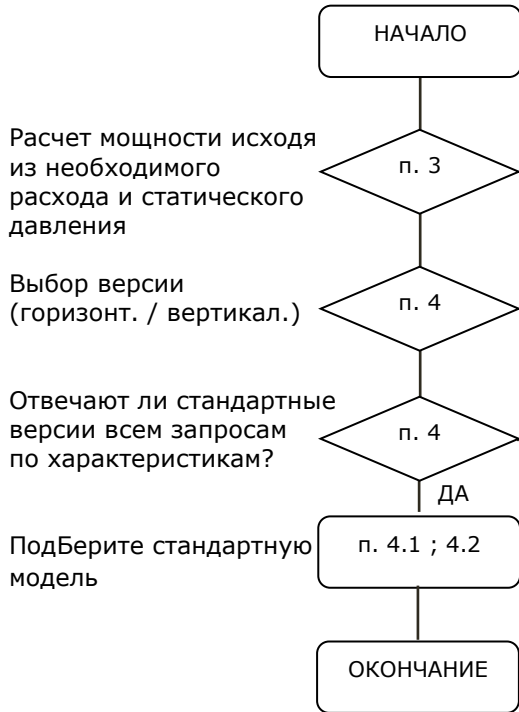 НАЧАЛО
Расчет мощности исходя
из необходимого
расхода и статического
давления
п. 3
Выбор версии
(горизонт. / вертикал.)
п. 4
Отвечают ли стандартные
версии всем запросам
по характеристикам?
п. 4
ДА
ПодБерите стандартную
модель
п. 4.1 ; 4.2
ОКОНЧАНИЕ